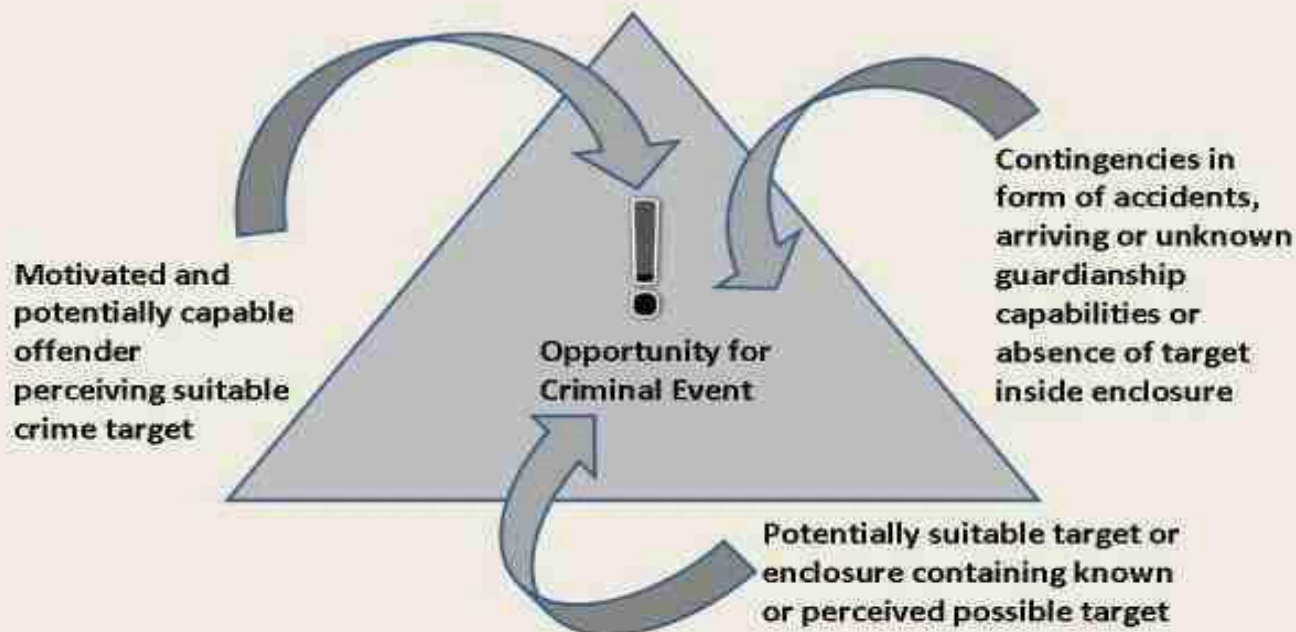 Motivated and
potentially capable
offender
perceiving suitable
crime target
!
Opportunity for
Criminal Event
Contingencies in
form of accidents,
arriving or unknown
guardianship
capabilities or
absence of target
inside enclosure
Potentially suitable target or
enclosure containing known
or perceived possible target